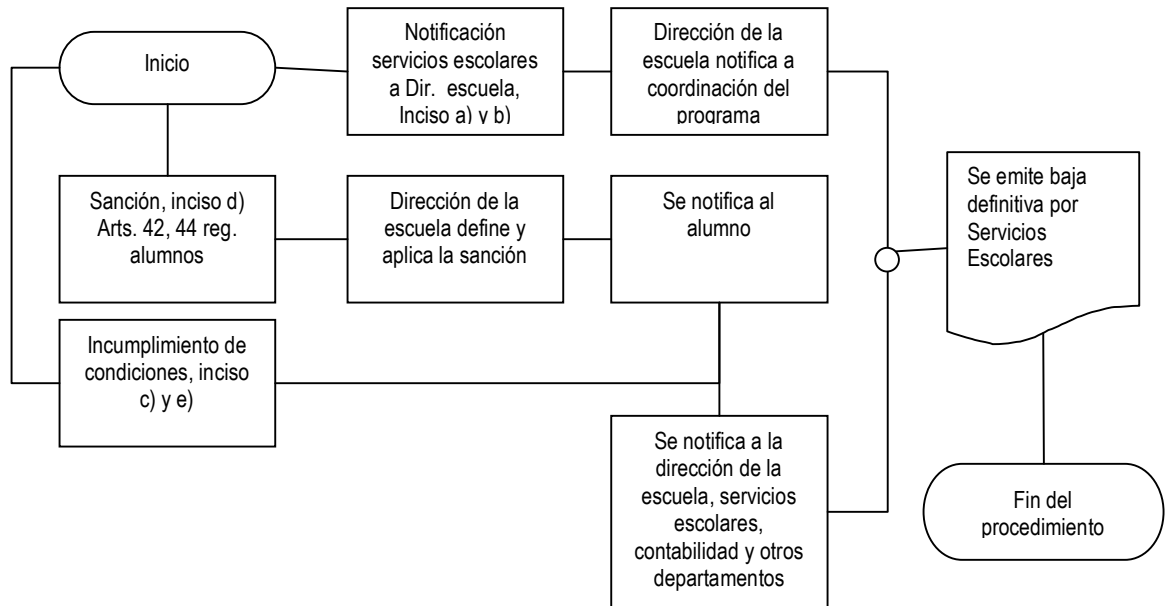 Inicio
Notificación
servicios escolares
a Dir. escuela,
Inciso a) y b)
Dirección de la
escuela notifica a
coordinación del
programa
Sanción, inciso d)
Arts. 42, 44 reg.
alumnos
Dirección de la
escuela define y
aplica la sanción
Se notifica al
alumno
Se emite baja
definitiva por
Servicios
Escolares
Incumplimiento de
condiciones, inciso
c) y e)
Se notifica a la
dirección de la
escuela, servicios
escolares,
contabilidad y otros
departamentos
Fin del
procedimiento